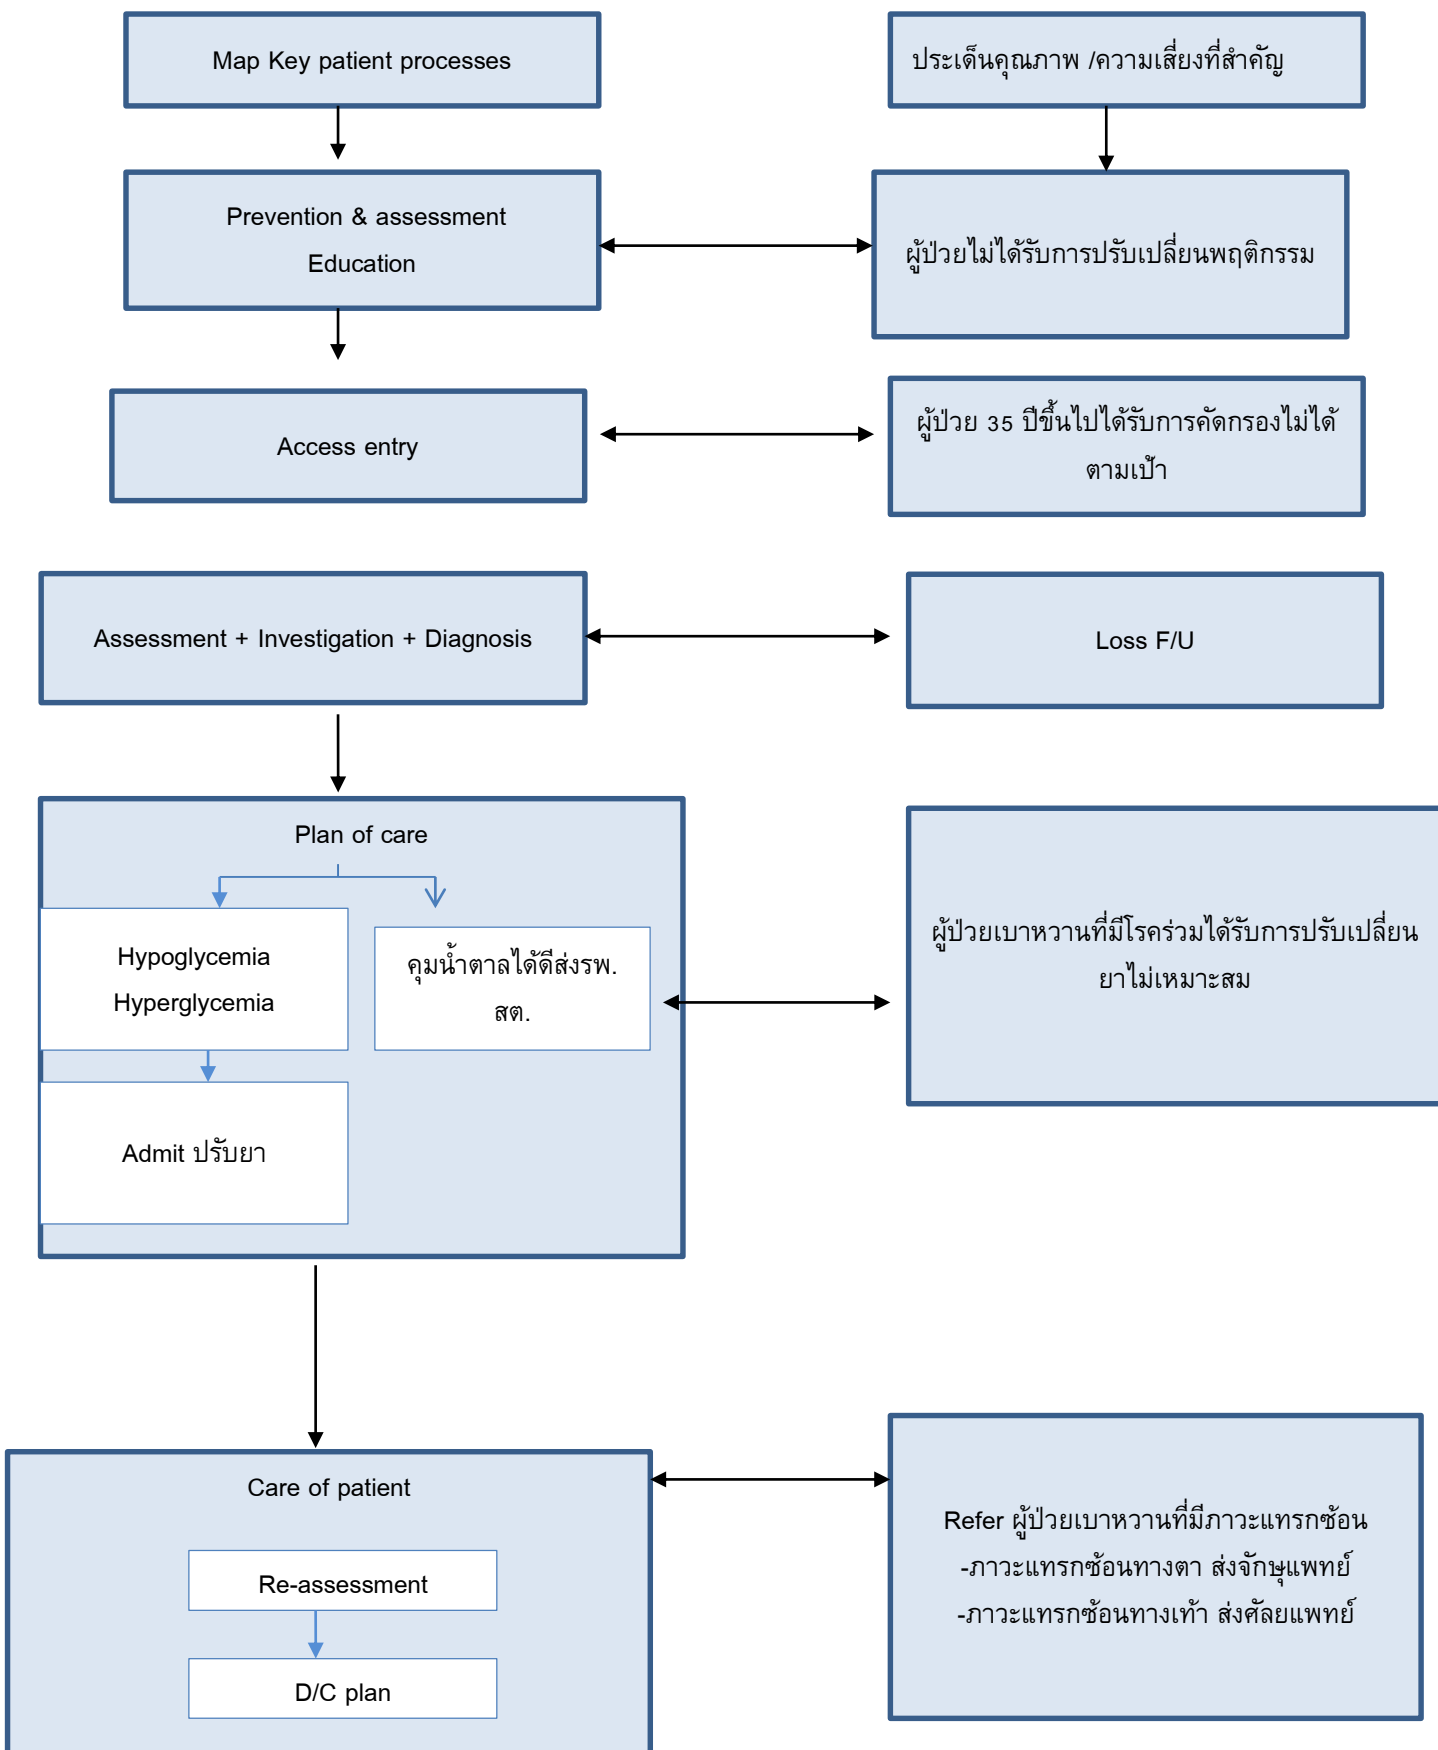 Map Key patient processes
ประเด็นคุณภาพ /ความเสี่ยงที่สำคัญ
Prevention & assessment
Education
ผู้ป่วยไม่ได้รับการปรับเปลี่ยนพฤติกรรม
Access entry
ผู้ป่วย 35 ปีขึ้นไปได้รับการคัดกรองไม่ได้
ตามเป้า
Assessment + Investigation + Diagnosis
Loss F/U
Plan of care
Hypoglycemia
Hyperglycemia
คุมน้ำตาลได้ดีส่งรพ.
สต.
Admit ปรับยา
ผู้ป่วยเบาหวานที่มีโรคร่วมได้รับการปรับเปลี่ยน
ยาไม่เหมาะสม
Care of patient
Re-assessment
D/C plan
Refer ผู้ป่วยเบาหวานที่มีภาวะแทรกซ้อน
-ภาวะแทรกซ้อนทางตา ส่งจักษุแพทย์
-ภาวะแทรกซ้อนทางเท้า ส่งศัลยแพทย์